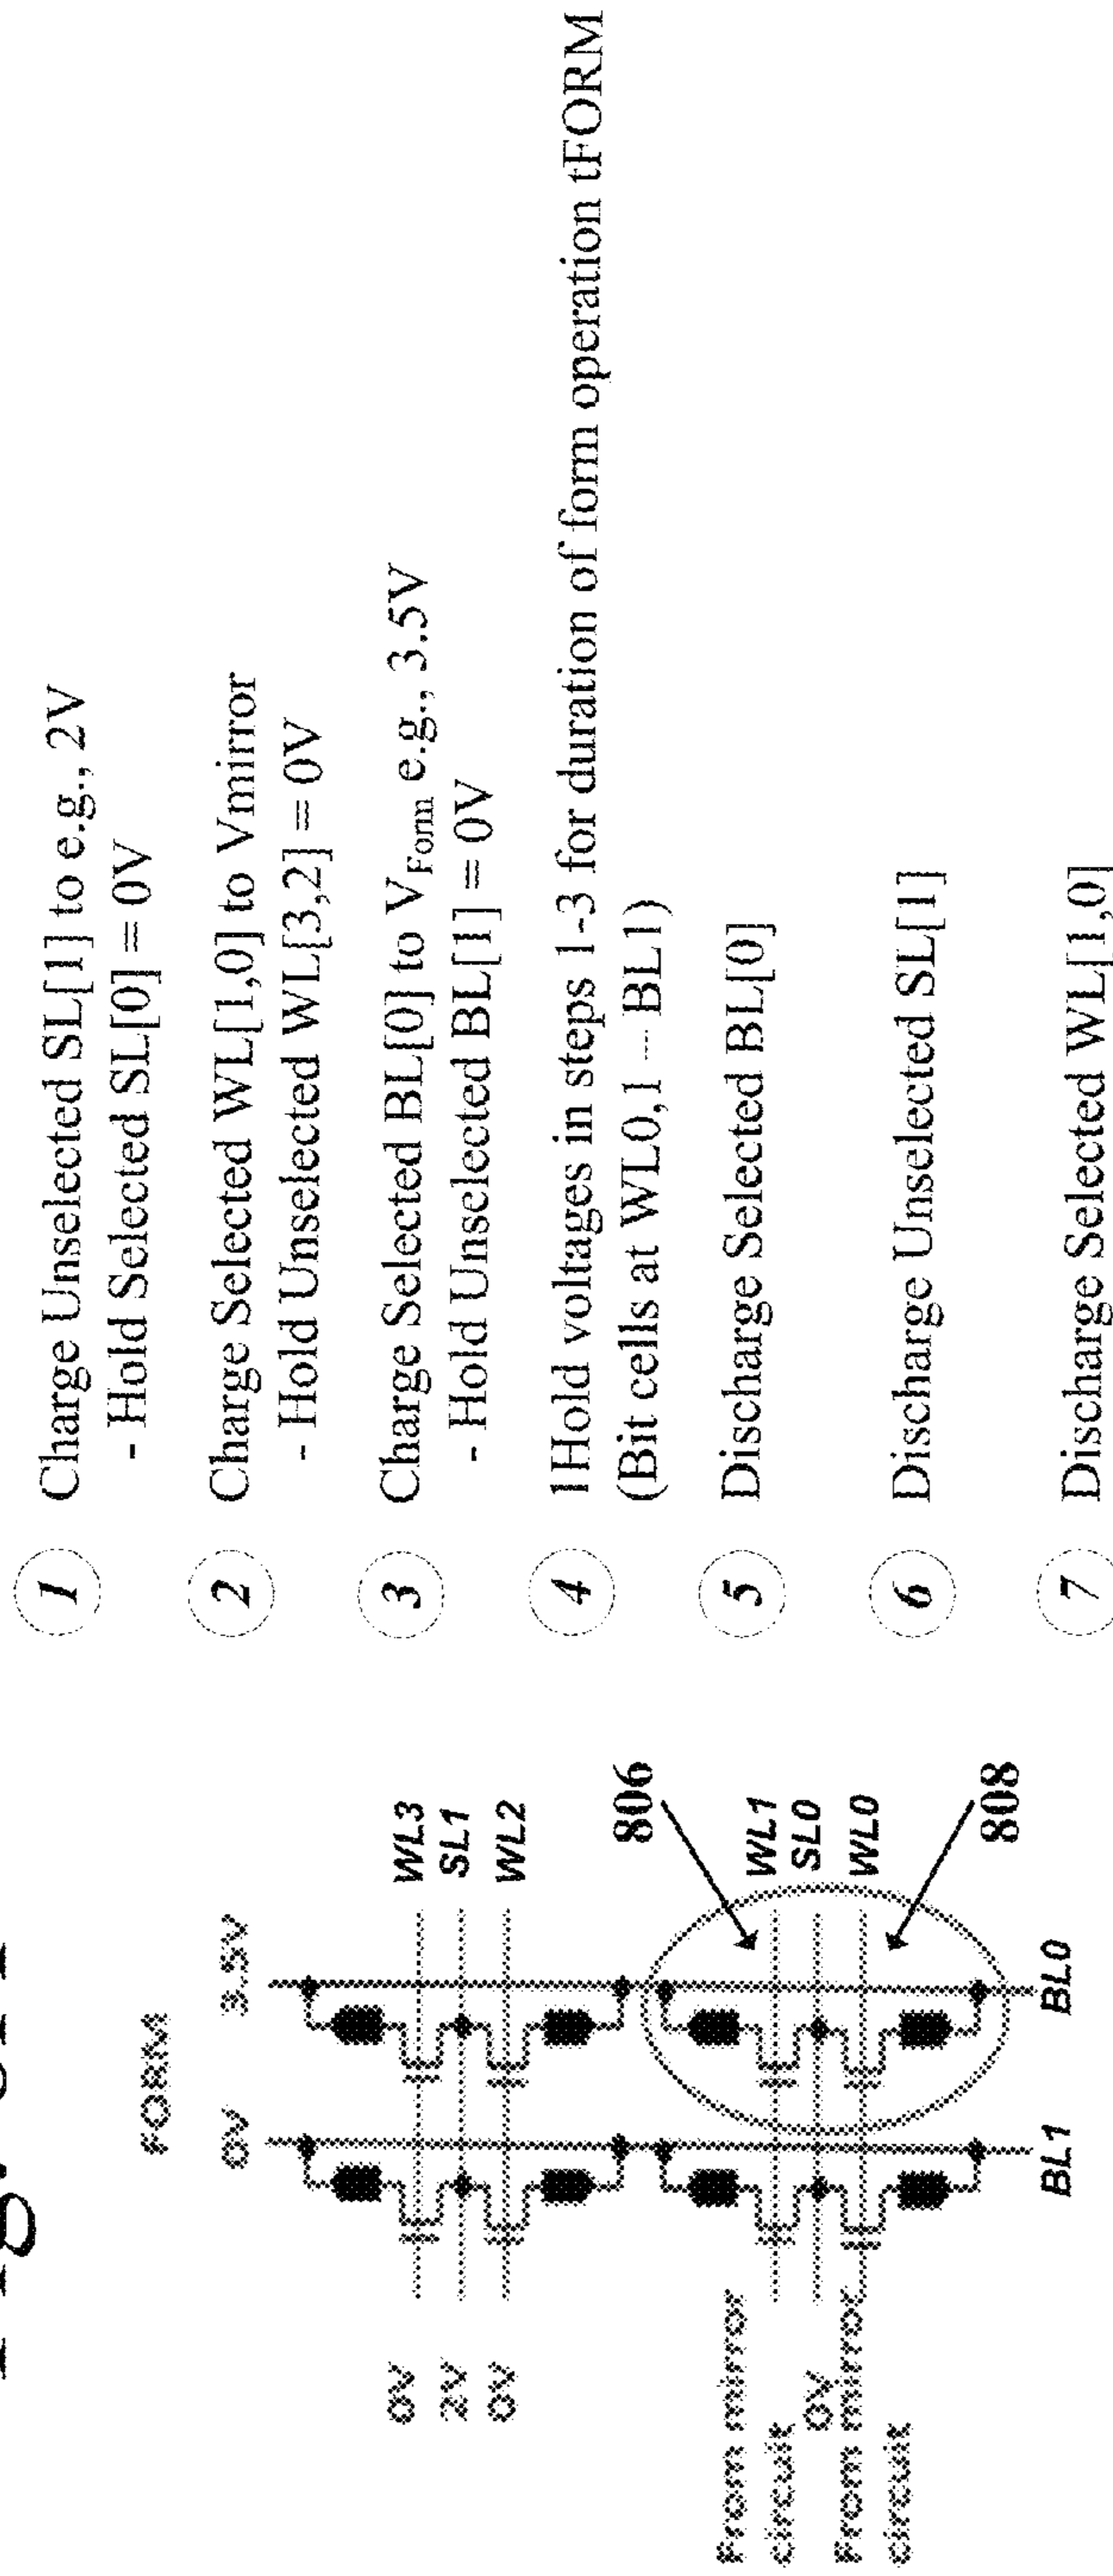 FORM
0V 3.5V
0V
2V
0V
WL3
SL1
WL2
806
From mirror
circuit
0V
From mirror
circuit
WL1
SL0
WL0
808
BL1 BL0
1 Charge Unselected SL[1] to e.g., 2V
- Hold Selected SL[0] = 0V
2 Charge Selected WL[1,0] to Vmirror
- Hold Unselected WL[3,2] = 0V
3 Charge Selected BL[0] to VForm e.g., 3.5V
- Hold Unselected BL[1] = 0V
4 Hold voltages in steps 1-3 for duration of form operation tFORM
(Bit cells at WL0,1 – BL1)
5 Discharge Selected BL[0]
6 Discharge Unselected SL[1]
7 Discharge Selected WL[1,0]